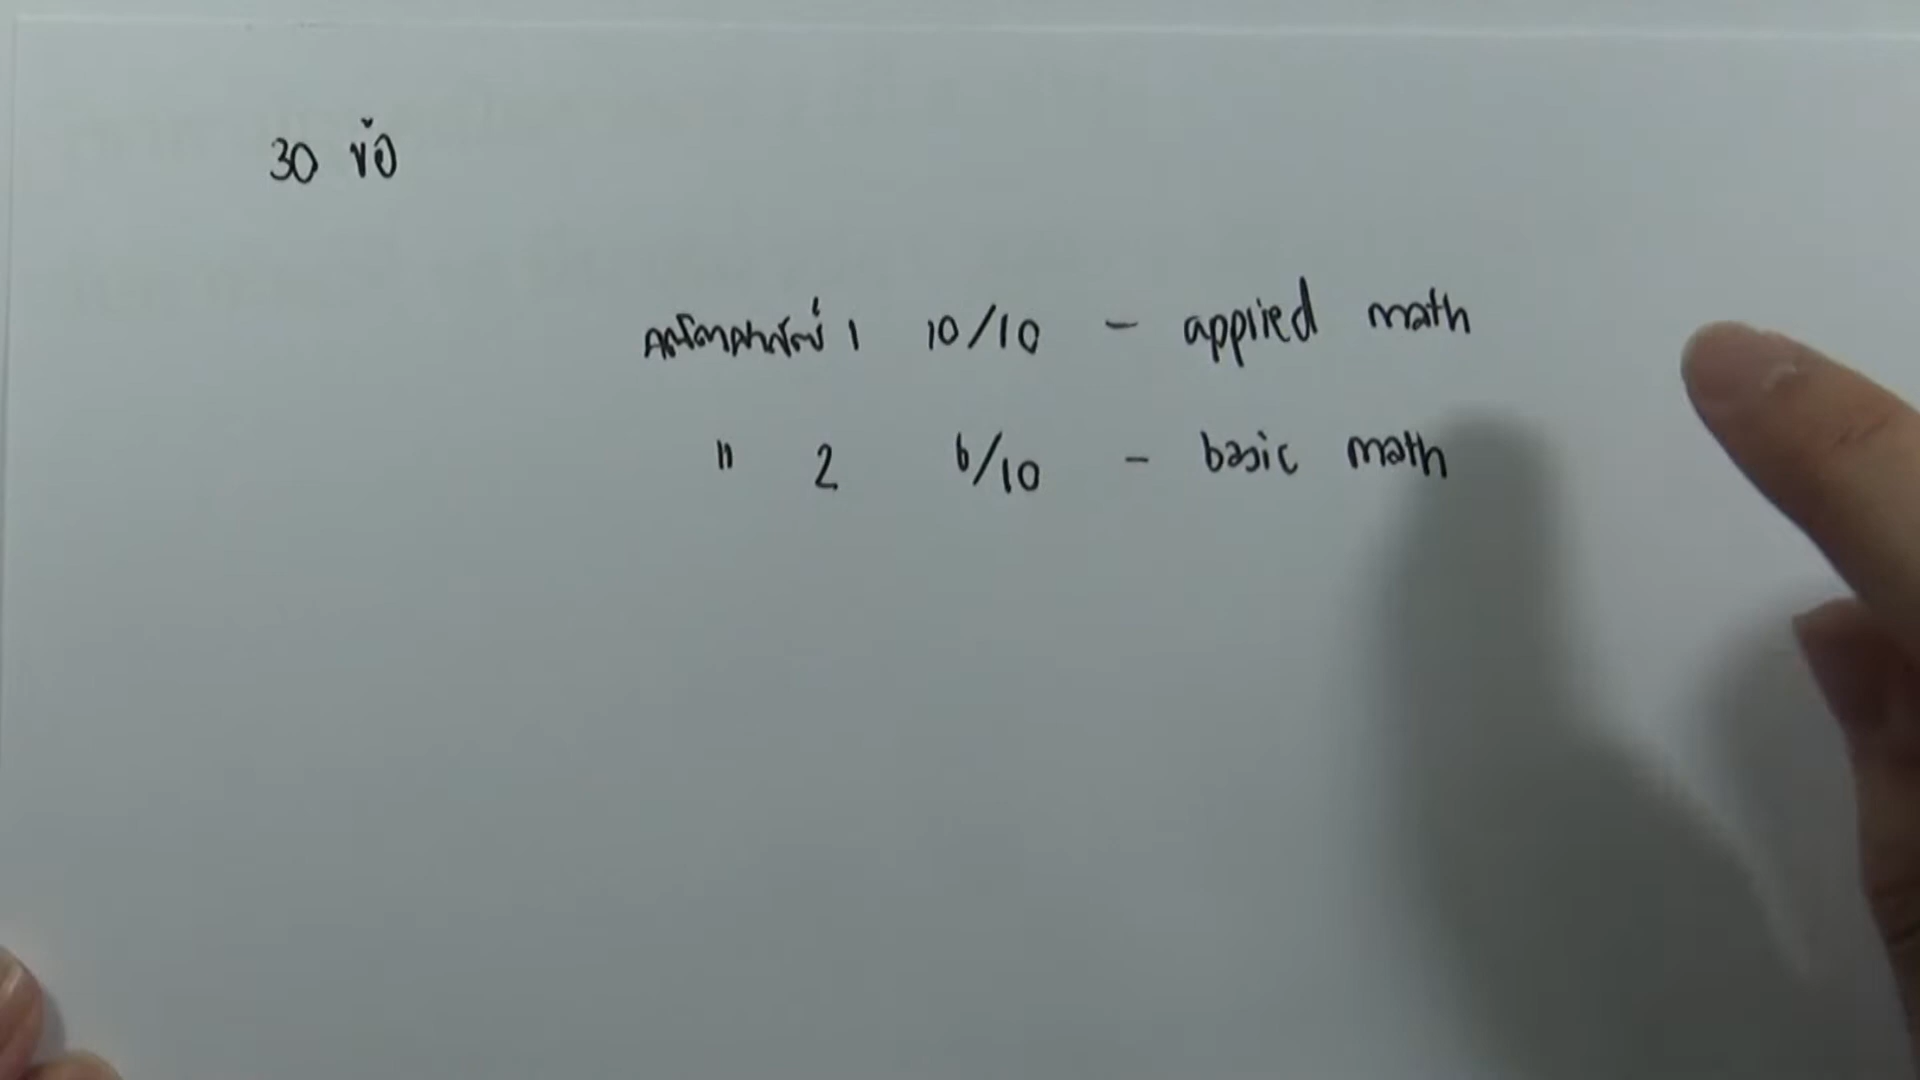 30 ข้อ
คณิตศาสตร์ 1 10/10 - applied math
" 2 6/10 - basic math